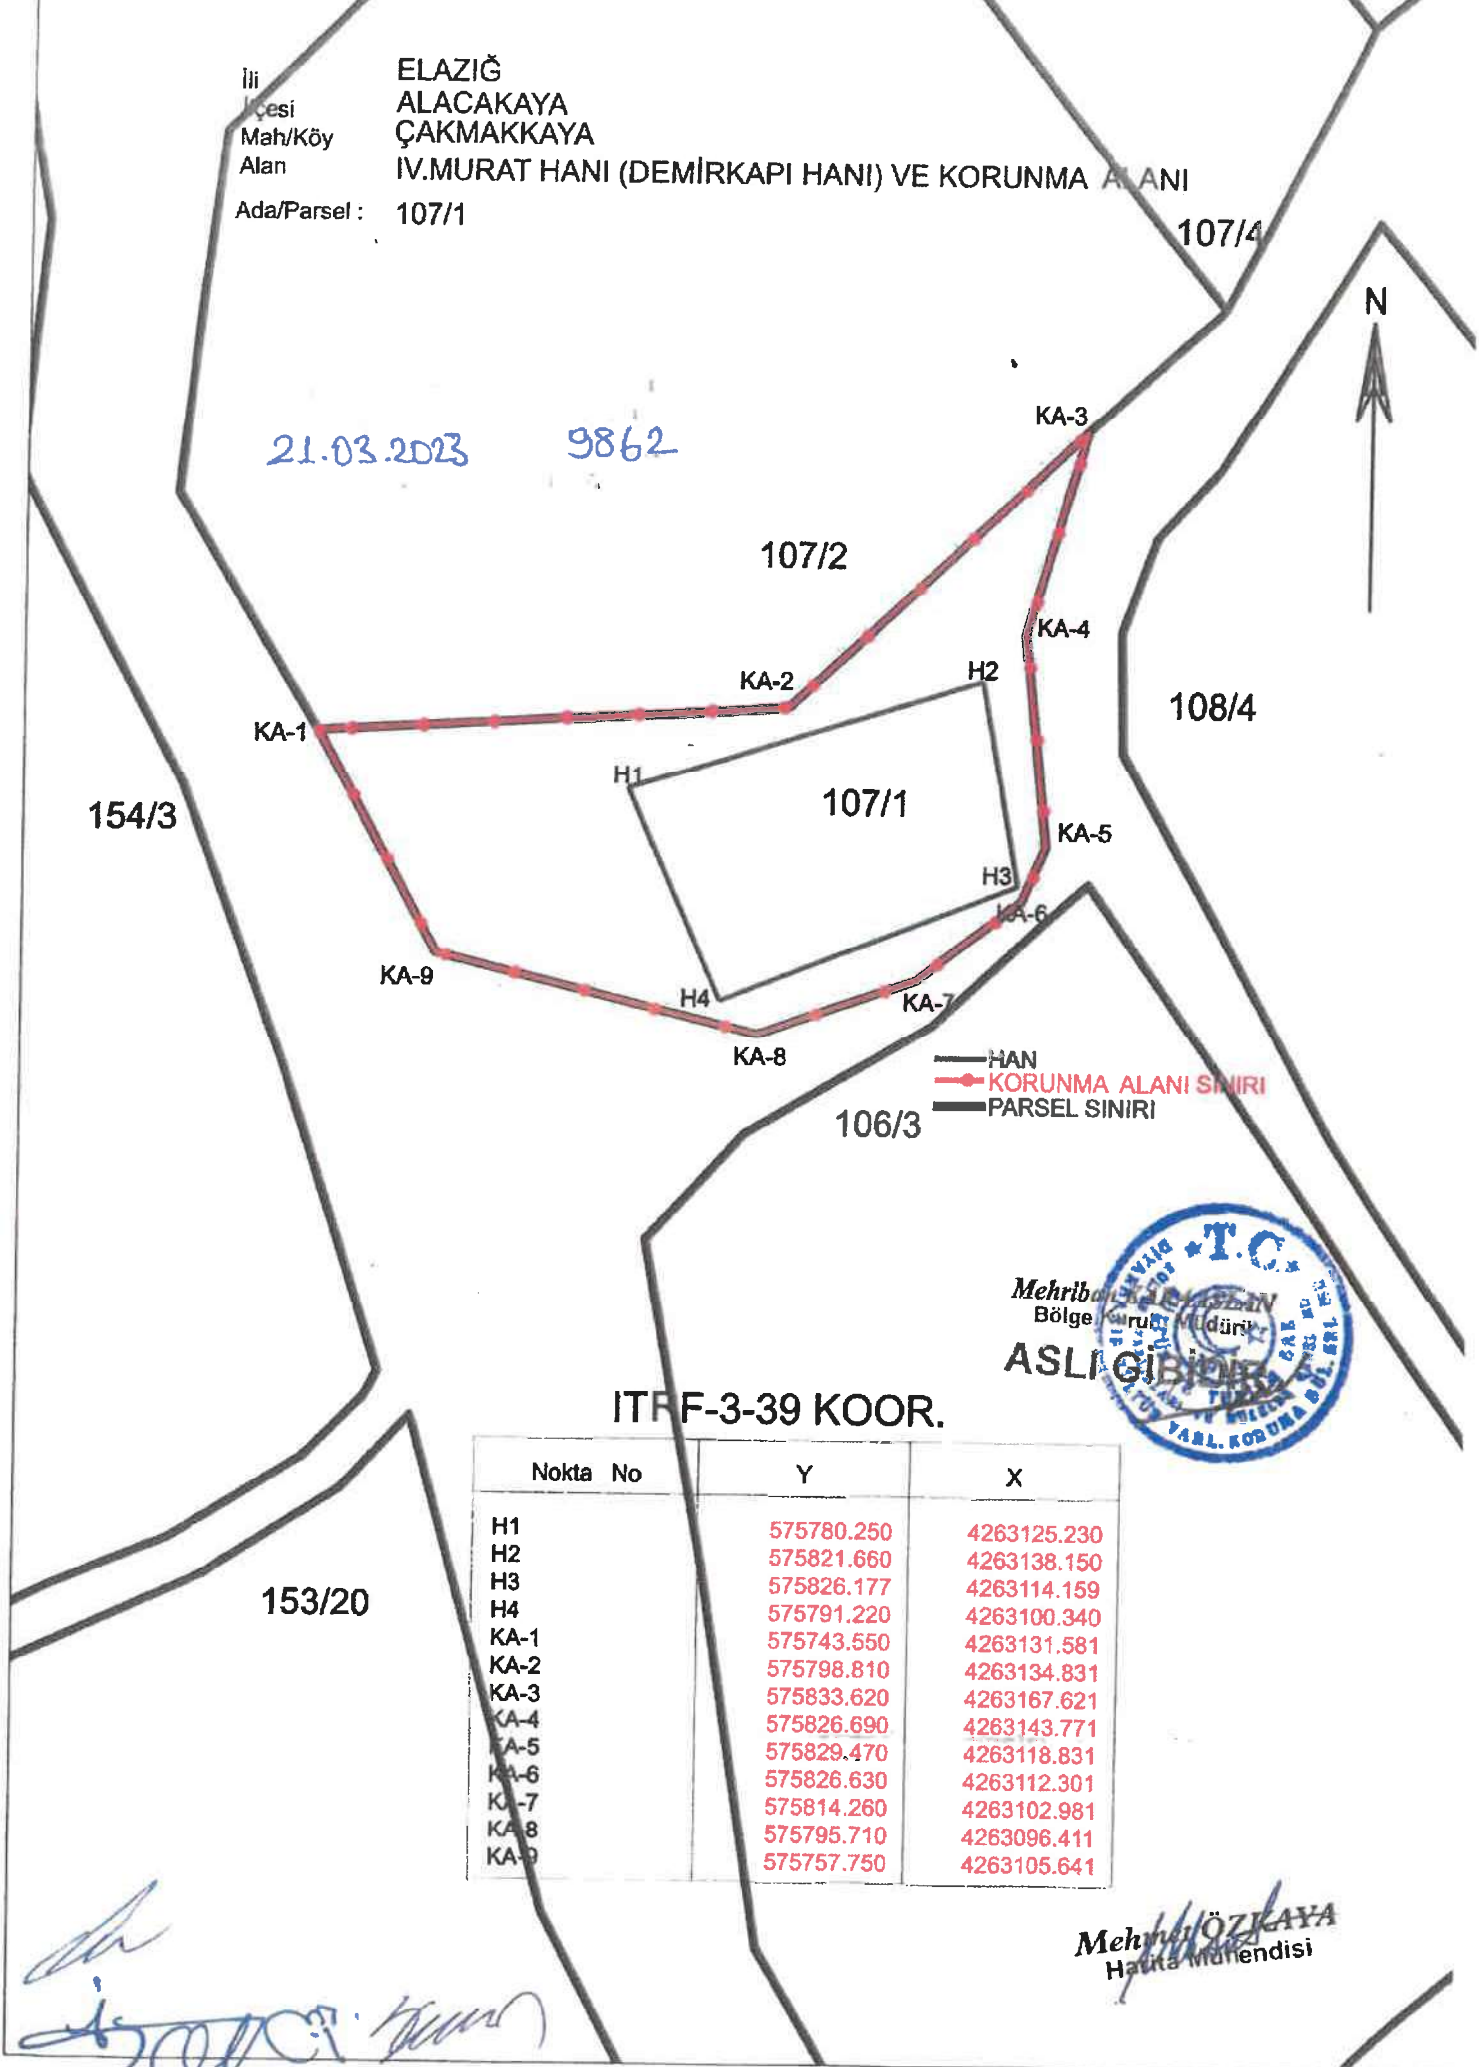 İli ELAZIĞ
İlçesi ALACAKAYA
Mah/Köy ÇAKMAKKAYA
Alan IV.MURAT HANI (DEMİRKAPI HANI) VE KORUNMA ALANI
Ada/Parsel : 107/1
107/4
N
KA-3
21.03.2023 9862
107/2
KA-4
H2
KA-2
108/4
KA-1
H1
107/1
154/3
KA-5
H3
KA-6
KA-9
H4
KA-7
KA-8
HAN
KORUNMA ALANI SINIRI
PARSEL SINIRI
106/3
T.C.
Mehriban
Bölge Kurulu Müdürü
ASLI GİBİDİR
ITRF-3-39 KOOR.
Nokta No Y X
H1 575780.250 4263125.230
H2 575821.660 4263138.150
H3 575826.177 4263114.159
H4 575791.220 4263100.340
KA-1 575743.550 4263131.581
KA-2 575798.810 4263134.831
KA-3 575833.620 4263167.621
KA-4 575826.690 4263143.771
KA-5 575829.470 4263118.831
KA-6 575826.630 4263112.301
KA-7 575814.260 4263102.981
KA-8 575795.710 4263096.411
KA-9 575757.750 4263105.641
153/20
Mehmet ÖZKAYA
Harita Mühendisi